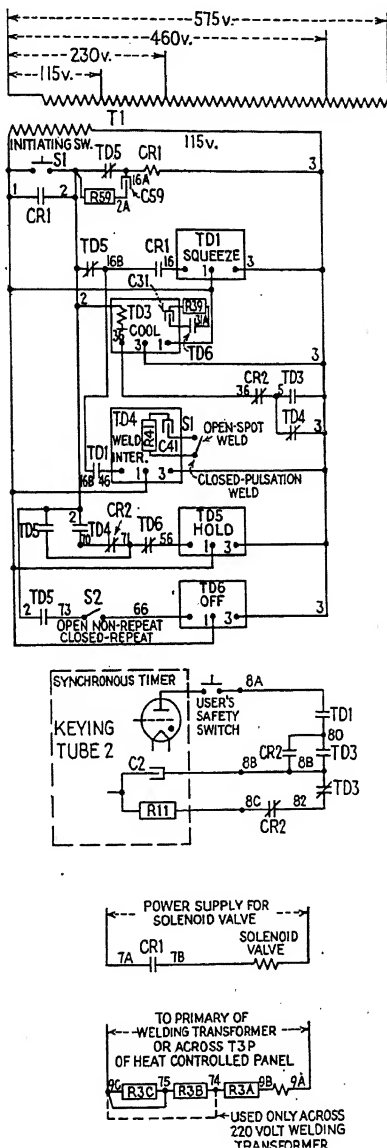 575v.
460v.
230v.
115v.
T1
115v.
INITIATING SW.
S1
TD5
CR1
3
16A
C59
R59
2A
1
2
CR1
TD5
CR1
TD1
SQUEEZE
16B
16
1
3
C31
R39
2
TD3
COOL
31A
36
3
1
TD6
3
CR2
TD3
36
5
TD4
3
TD4
WELD
INTER.
R41
C41
S1
OPEN-SPOT
WELD
TD1
16B
46
1
3
CLOSED-PULSATION
WELD
TD5
2
TD4
CR2
TD6
TD5
HOLD
70
71
56
1
3
TD5
S2
TD6
OFF
2
73
66
1
3
3
OPEN NON-REPEAT
CLOSED-REPEAT
SYNCHRONOUS TIMER
8A
USER'S
SAFETY
SWITCH
KEYING
TUBE 2
TD1
80
CR2
TD3
C2
8B
8B
TD3
R11
8C
82
CR2
POWER SUPPLY FOR
SOLENOID VALVE
CR1
SOLENOID
VALVE
7A
7B
TO PRIMARY OF
WELDING TRANSFORMER
OR ACROSS T3P
OF HEAT CONTROLLED PANEL
9C
R3C
75
R3B
74
R3A
9B
9A
USED ONLY ACROSS
220 VOLT WELDING
TRANSFORMER